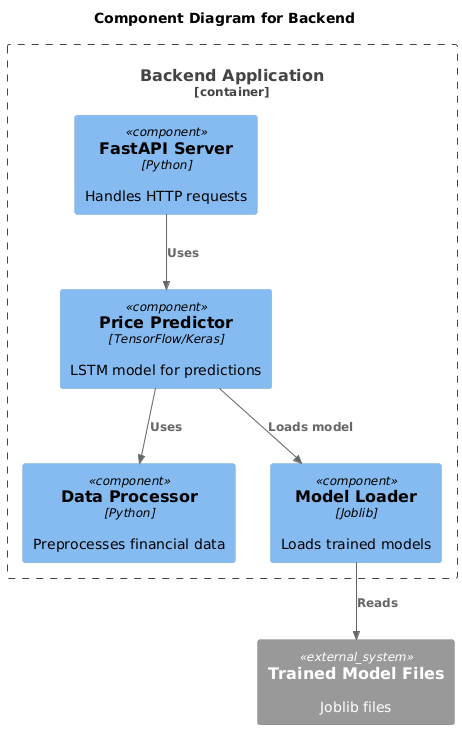 Component Diagram for Backend
Backend Application
[container]
«component»
FastAPI Server
[Python]
Handles HTTP requests
Uses
«component»
Price Predictor
[TensorFlow/Keras]
LSTM model for predictions
Uses
Loads model
«component»
Data Processor
[Python]
Preprocesses financial data
«component»
Model Loader
[Joblib]
Loads trained models
Reads
«external_system»
Trained Model Files
Joblib files